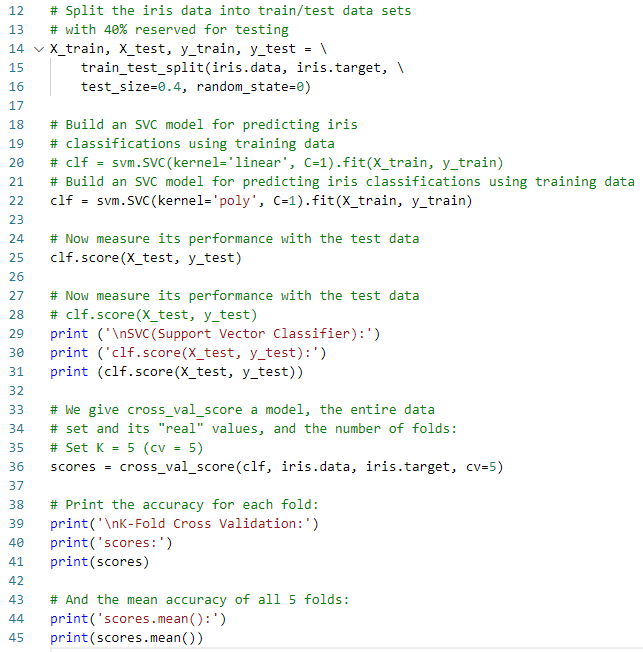 12 # Split the iris data into train/test data sets
13 # with 40% reserved for testing
14 X_train, X_test, y_train, y_test = \
15 train_test_split(iris.data, iris.target, \
16 test_size=0.4, random_state=0)
17
18 # Build an SVC model for predicting iris
19 # classifications using training data
20 # clf = svm.SVC(kernel='linear', C=1).fit(X_train, y_train)
21 # Build an SVC model for predicting iris classifications using training data
22 clf = svm.SVC(kernel='poly', C=1).fit(X_train, y_train)
23
24 # Now measure its performance with the test data
25 clf.score(X_test, y_test)
26
27 # Now measure its performance with the test data
28 # clf.score(X_test, y_test)
29 print ('\nSVC(Support Vector Classifier):')
30 print ('clf.score(X_test, y_test):')
31 print (clf.score(X_test, y_test))
32
33 # We give cross_val_score a model, the entire data
34 # set and its "real" values, and the number of folds:
35 # Set K = 5 (cv = 5)
36 scores = cross_val_score(clf, iris.data, iris.target, cv=5)
37
38 # Print the accuracy for each fold:
39 print('\nK-Fold Cross Validation:')
40 print('scores:')
41 print(scores)
42
43 # And the mean accuracy of all 5 folds:
44 print('scores.mean():')
45 print(scores.mean())